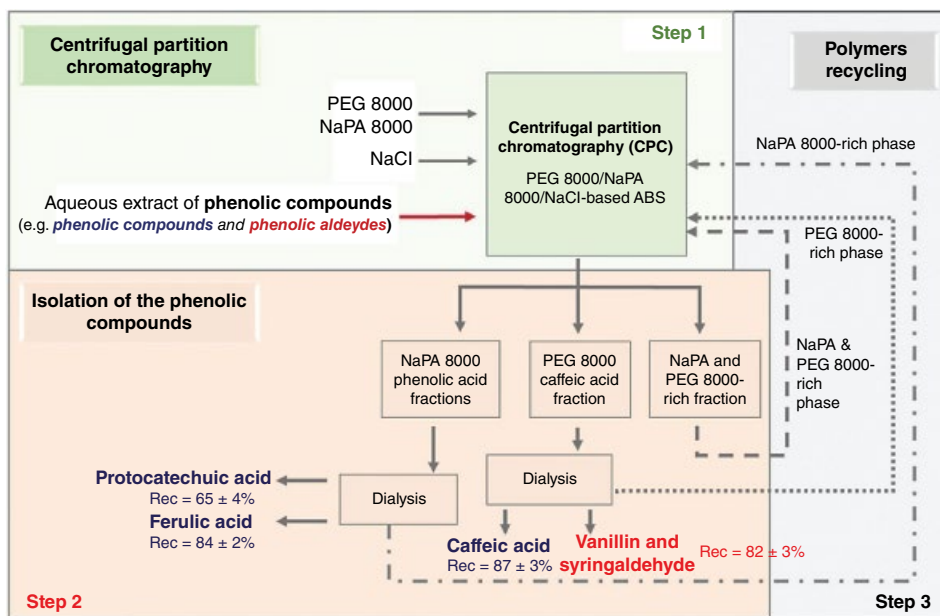 Centrifugal partition
chromatography
Step 1
Polymers
recycling
PEG 8000
NaPA 8000
NaCl
Aqueous extract of phenolic compounds
(e.g. phenolic compounds and phenolic aldeydes)
Centrifugal partition
chromatography (CPC)
PEG 8000/NaPA
8000/NaCl-based ABS
NaPA 8000-rich phase
PEG 8000-
rich phase
NaPA &
PEG 8000-
rich
phase
Isolation of the phenolic
compounds
NaPA 8000
phenolic acid
fractions
PEG 8000
caffeic acid
fraction
NaPA and
PEG 8000-
rich fraction
Dialysis
Dialysis
Protocatechuic acid
Rec = 65 ± 4%
Ferulic acid
Rec = 84 ± 2%
Caffeic acid
Rec = 87 ± 3%
Vanillin and
syringaldehyde
Rec = 82 ± 3%
Step 2
Step 3